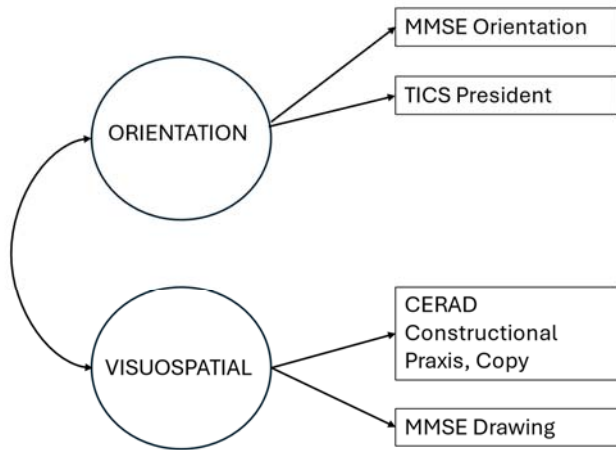 MMSE Orientation
TICS President
ORIENTATION
CERAD
Constructional
Praxis, Copy
VISUOSPATIAL
MMSE Drawing